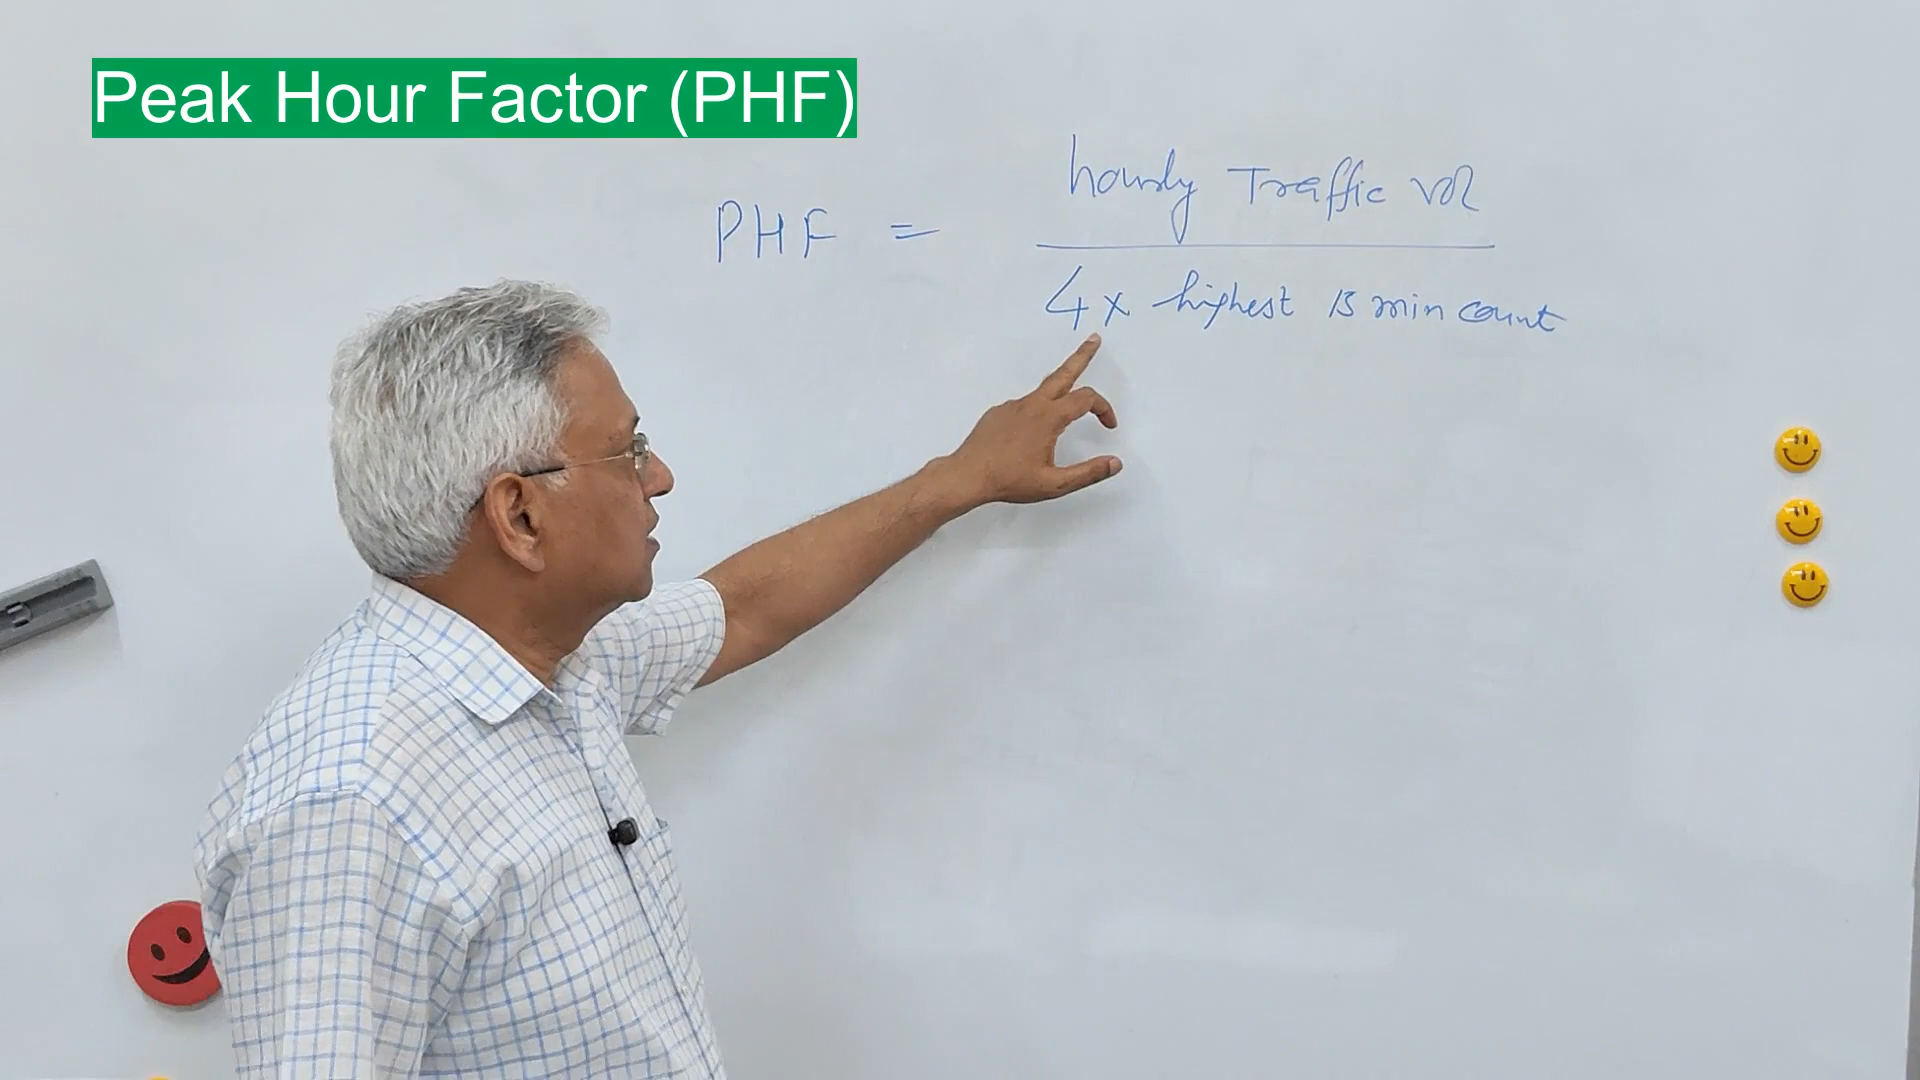 Peak Hour Factor (PHF)
PHF = hourly Traffic vol
4 x highest 15 min count